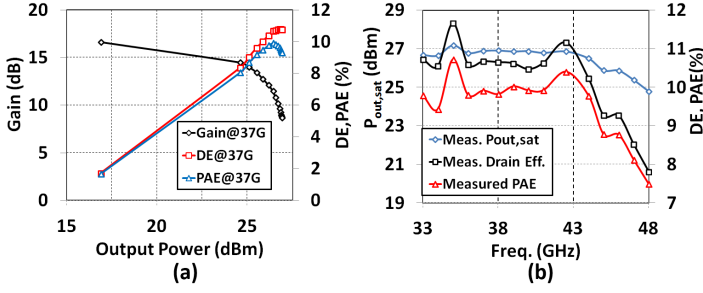 20
15
10
5
0
Gain (dB)
12
10
8
6
4
2
0
DE,PAE(%)
Gain@37G
DE@37G
PAE@37G
15
20
25
Output Power (dBm)
(a)
29
27
25
23
21
19
Pout,sat (dBm)
12
11
10
9
8
7
DE, PAE(%)
Meas. Pout,sat
Meas. Drain Eff.
Measured PAE
33
38
43
48
Freq. (GHz)
(b)